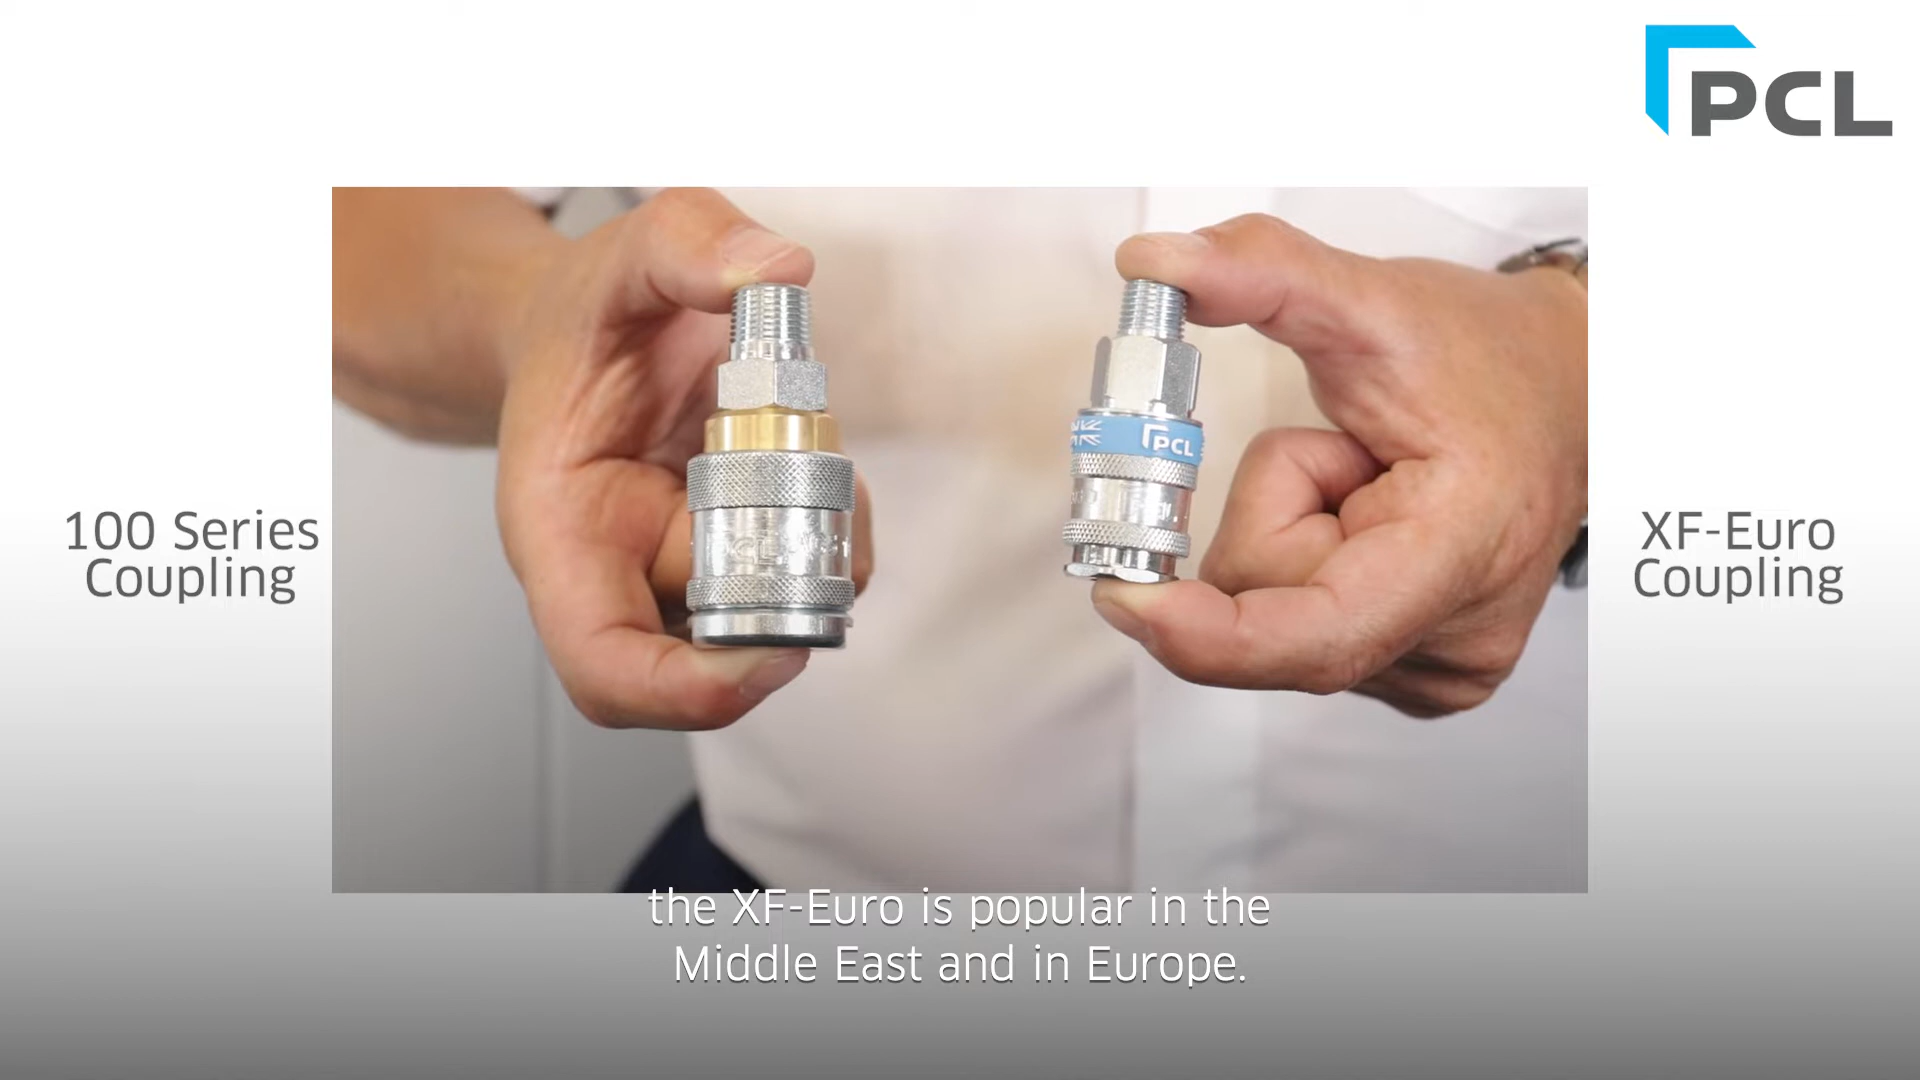 PCL
PCL
PCL
100 Series
Coupling
XF-Euro
Coupling
the XF-Euro is popular in the
Middle East and in Europe.